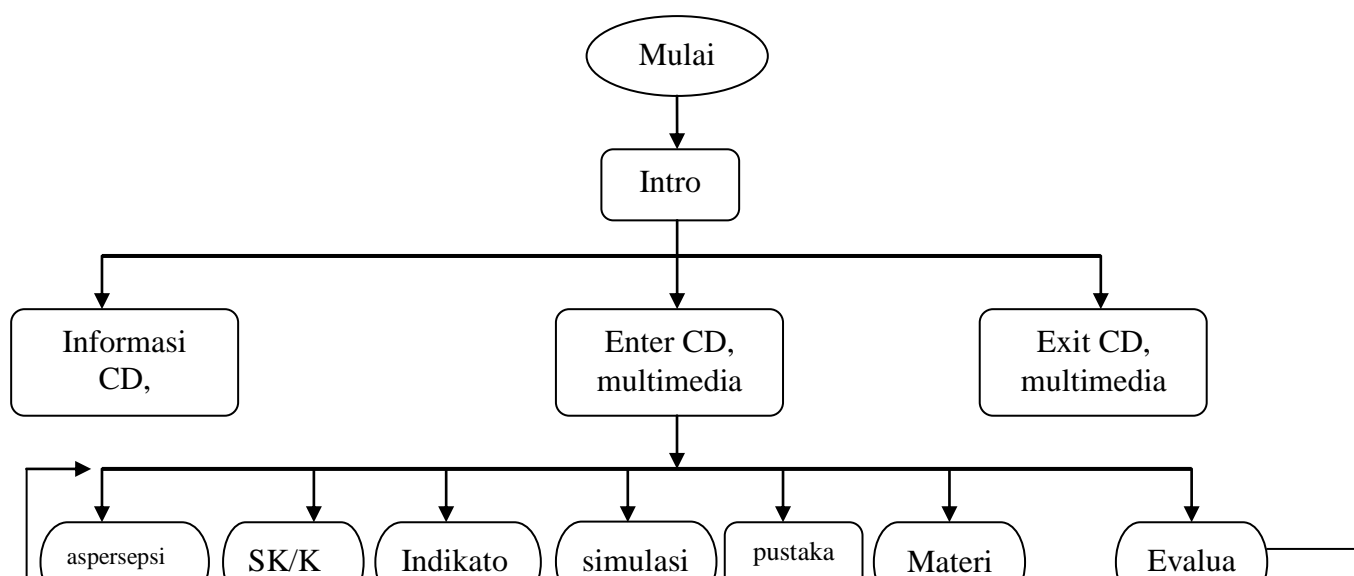 Mulai
Intro
Informasi
CD,
Enter CD,
multimedia
Exit CD,
multimedia
aspersepsi
SK/K
Indikato
simulasi
pustaka
Materi
Evalua